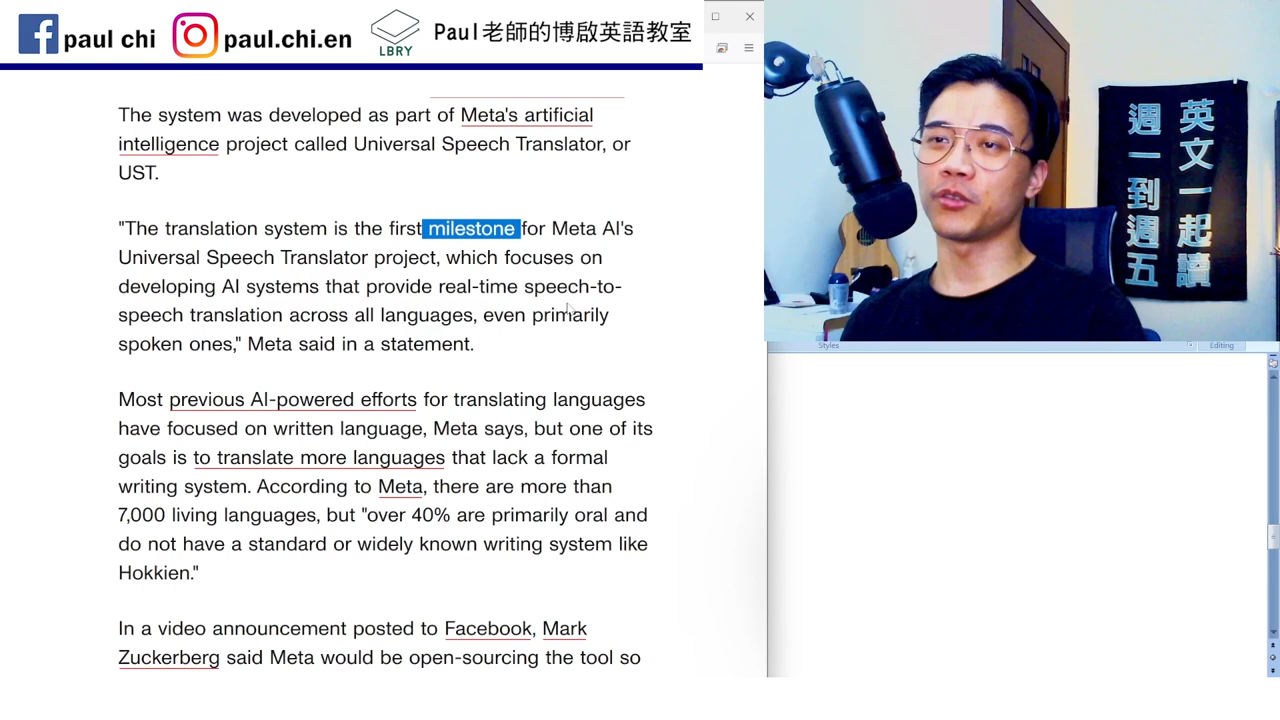 paul chi
paul.chi.en
LBRY
Paul老師的博啟英語教室
The system was developed as part of Meta's artificial
intelligence project called Universal Speech Translator, or
UST.
"The translation system is the first milestone for Meta AI's
Universal Speech Translator project, which focuses on
developing AI systems that provide real-time speech-to-
speech translation across all languages, even primarily
spoken ones," Meta said in a statement.
Most previous AI-powered efforts for translating languages
have focused on written language, Meta says, but one of its
goals is to translate more languages that lack a formal
writing system. According to Meta, there are more than
7,000 living languages, but "over 40% are primarily oral and
do not have a standard or widely known writing system like
Hokkien."
In a video announcement posted to Facebook, Mark
Zuckerberg said Meta would be open-sourcing the tool so
英文一起讀
週一到週五
Styles
Editing